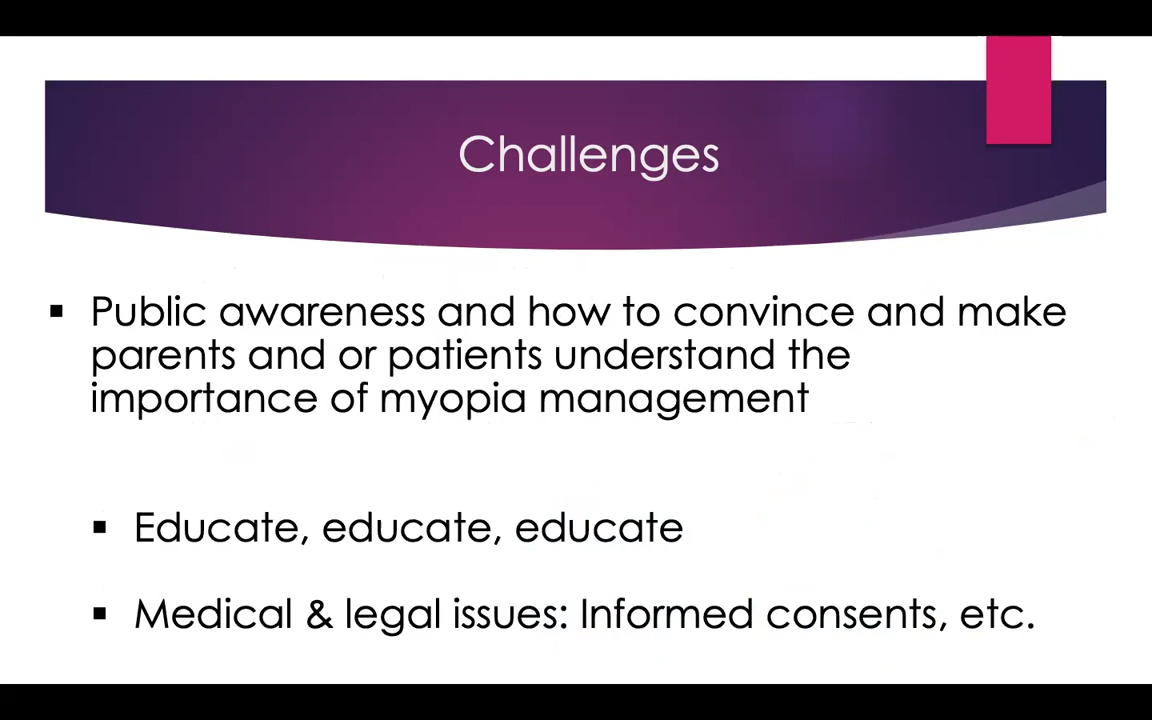 Challenges
▪ Public awareness and how to convince and make
parents and or patients understand the
importance of myopia management
▪ Educate, educate, educate
▪ Medical & legal issues: Informed consents, etc.